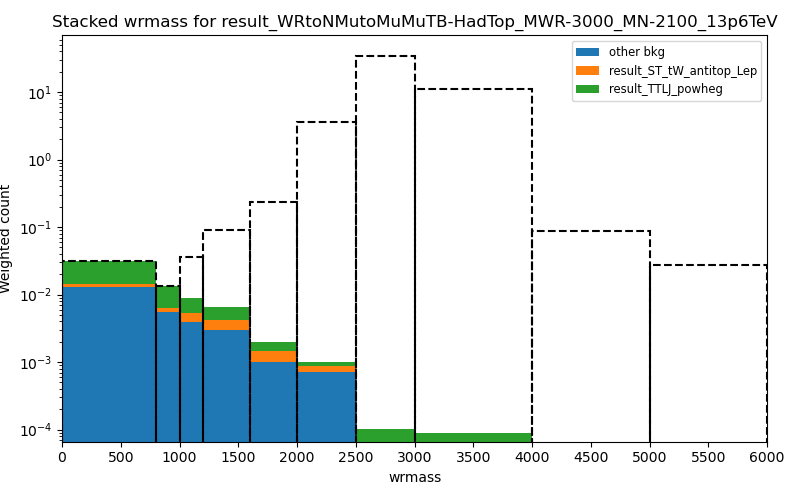 Stacked wrmass for result_WRtoNMutoMuMuTB-HadTop_MWR-3000_MN-2100_13p6TeV
other bkg
result_ST_tW_antitop_Lep
result_TTLJ_powheg
Weighted count
10¹
10⁰
10⁻¹
10⁻²
10⁻³
10⁻⁴
0 500 1000 1500 2000 2500 3000 3500 4000 4500 5000 5500 6000
wrmass